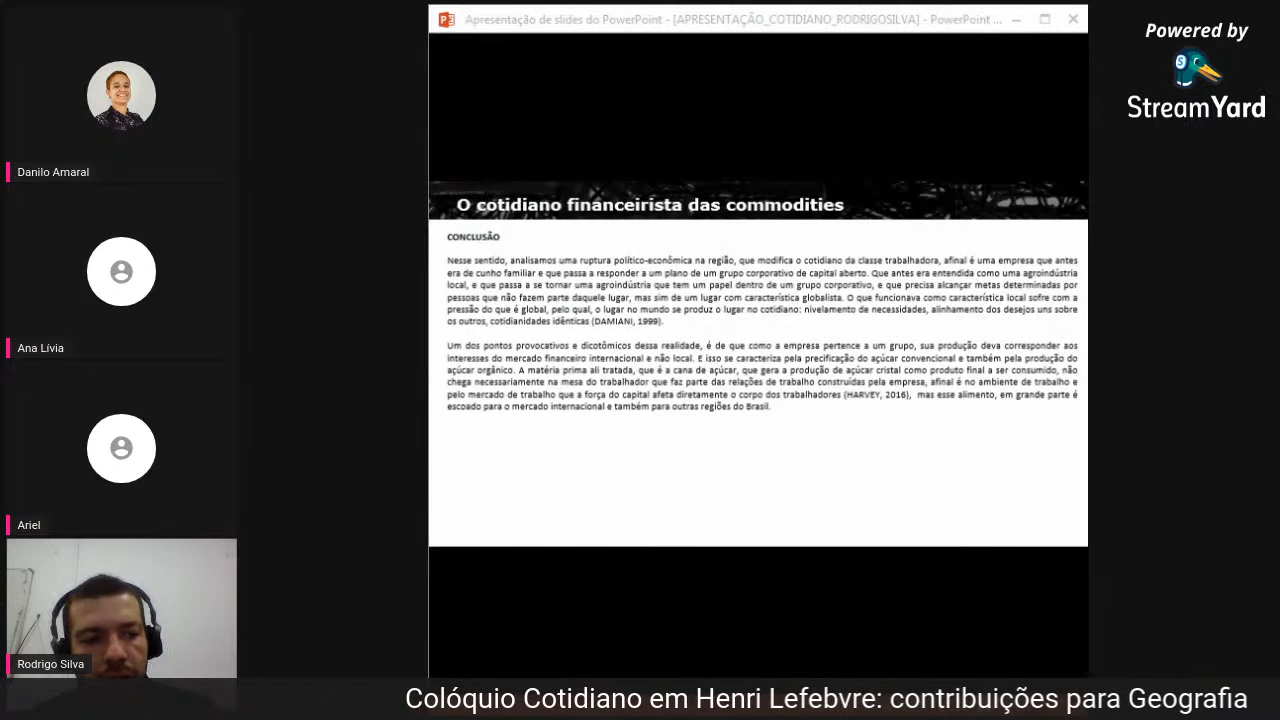 Apresentação de slides do PowerPoint - [APRESENTAÇÃO_COTIDIANO_RODRIGOSILVA] - PowerPoint ...
Powered by
StreamYard
Danilo Amaral
Ana Lívia
Ariel
Rodrigo Silva
O cotidiano financeirista das commodities
CONCLUSÃO
Nesse sentido, analisamos uma ruptura político-econômica na região, que modifica o cotidiano da classe trabalhadora, afinal é uma empresa que antes
era de cunho familiar e que passa a responder a um plano de um grupo corporativo de capital aberto. Que antes era entendida como uma agroindústria
local, e que passa a se tornar uma agroindústria que tem um papel dentro de um grupo corporativo, e que precisa alcançar metas determinadas por
pessoas que não fazem parte daquele lugar, mas sim de um lugar com característica globalista. O que funcionava como característica local sofre com a
pressão do que é global, pelo qual, o lugar no mundo se produz o lugar no cotidiano: nivelamento de necessidades, alinhamento dos desejos uns sobre
os outros, cotidianidades idênticas (DAMIANI, 1999).
Um dos pontos provocativos e dicotômicos dessa realidade, é de que como a empresa pertence a um grupo, sua produção deva corresponder aos
interesses do mercado financeiro internacional e não local. E isso se caracteriza pela precificação do açúcar convencional e também pela produção do
açúcar orgânico. A matéria prima ali tratada, que é a cana de açúcar, que gera a produção de açúcar cristal como produto final a ser consumido, não
chega necessariamente na mesa do trabalhador que faz parte das relações de trabalho construídas pela empresa, afinal é no ambiente de trabalho e
pelo mercado de trabalho que a força do capital afeta diretamente o corpo dos trabalhadores (HARVEY, 2016), mas esse alimento, em grande parte é
escoado para o mercado internacional e também para outras regiões do Brasil.
Colóquio Cotidiano em Henri Lefebvre: contribuições para Geografia